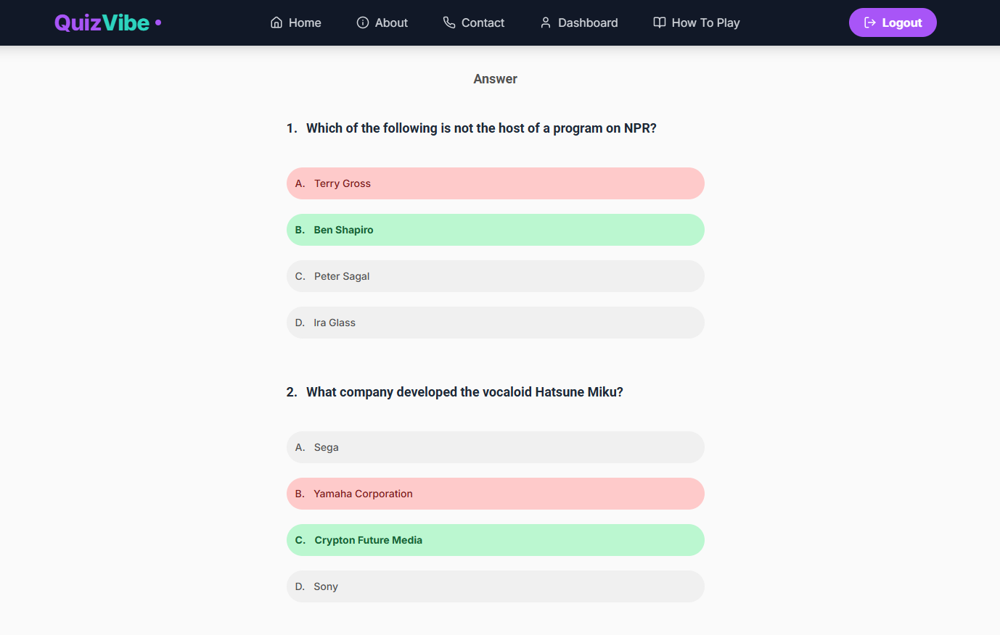 QuizVibe
Home
About
Contact
Dashboard
How To Play
Logout
Answer
1. Which of the following is not the host of a program on NPR?
A. Terry Gross
B. Ben Shapiro
C. Peter Sagal
D. Ira Glass
2. What company developed the vocaloid Hatsune Miku?
A. Sega
B. Yamaha Corporation
C. Crypton Future Media
D. Sony